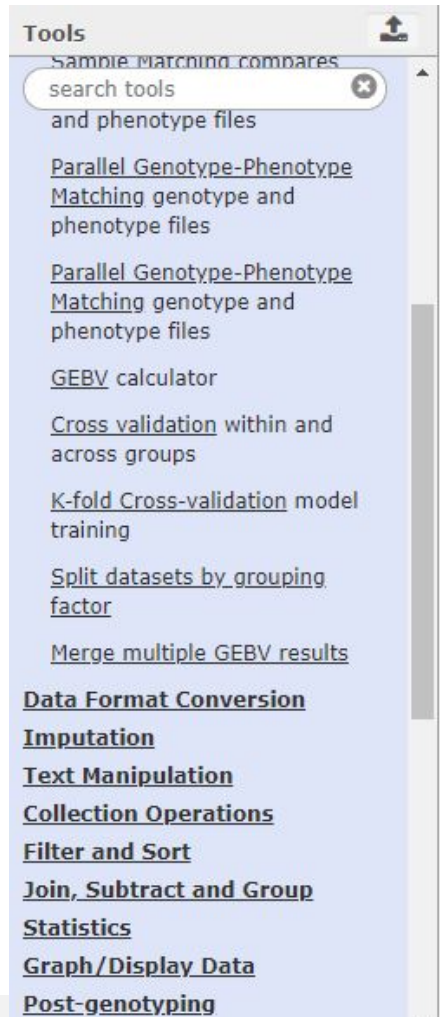 Tools
Sample Matching compares
search tools
and phenotype files
Parallel Genotype-Phenotype
Matching genotype and
phenotype files
Parallel Genotype-Phenotype
Matching genotype and
phenotype files
GEBV calculator
Cross validation within and
across groups
K-fold Cross-validation model
training
Split datasets by grouping
factor
Merge multiple GEBV results
Data Format Conversion
Imputation
Text Manipulation
Collection Operations
Filter and Sort
Join, Subtract and Group
Statistics
Graph/Display Data
Post-genotyping